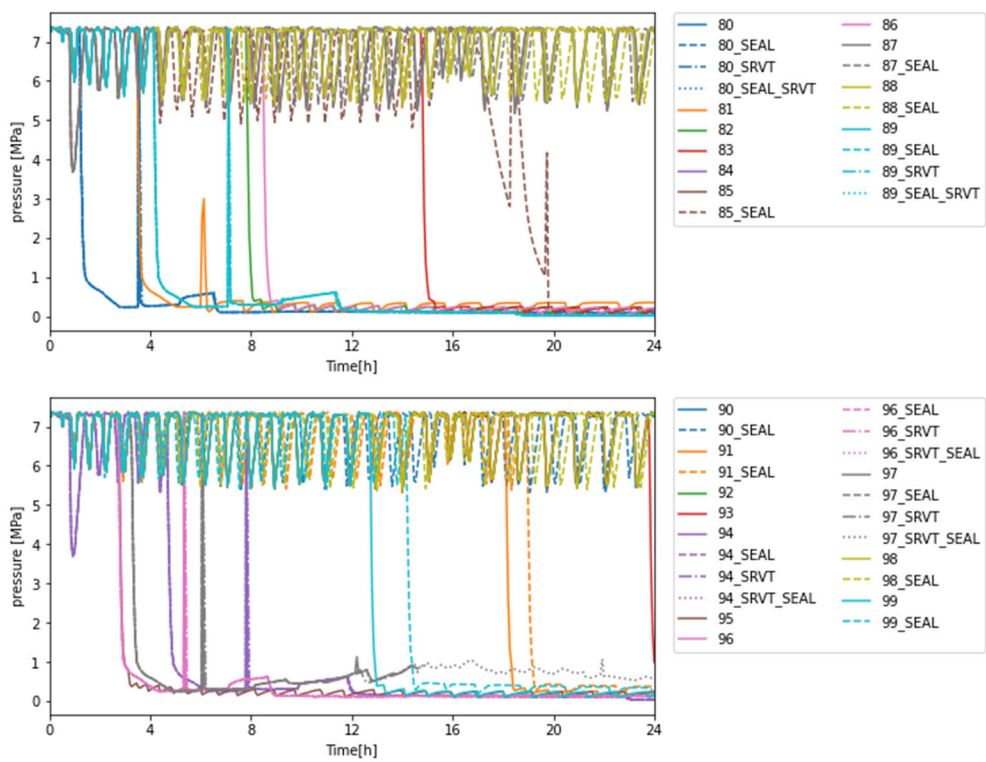 7
6
5
4
3
2
1
0
pressure [MPa]
0 4 8 12 16 20 24
Time[h]
80
80_SEAL
80_SRVT
80_SEAL_SRVT
81
82
83
84
85
85_SEAL
86
87
87_SEAL
88
88_SEAL
89
89_SEAL
89_SRVT
89_SEAL_SRVT
7
6
5
4
3
2
1
0
pressure [MPa]
0 4 8 12 16 20 24
Time[h]
90
90_SEAL
91
91_SEAL
92
93
94
94_SEAL
94_SRVT
94_SRVT_SEAL
95
96
96_SEAL
96_SRVT
96_SRVT_SEAL
97
97_SEAL
97_SRVT
97_SRVT_SEAL
98
98_SEAL
99
99_SEAL